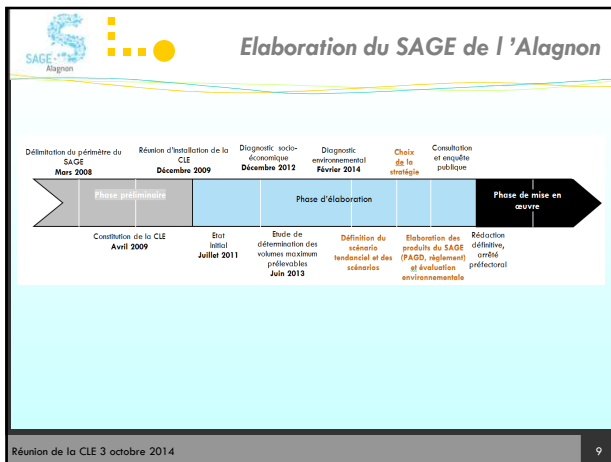 SAGE
Alagnon
Elaboration du SAGE de l ’Alagnon
Délimitation du périmètre du
SAGE
Mars 2008
Réunion d'installation de la
CLE
Décembre 2009
Diagnostic socio-
économique
Décembre 2012
Diagnostic
environnemental
Février 2014
Choix
de la
stratégie
Consultation
et enquête
publique
Phase préliminaire
Phase d'élaboration
Phase de mise en
œuvre
Constitution de la CLE
Avril 2009
Etat
Initial
Juillet 2011
Etude de
détermination des
volumes maximum
prélevables
Juin 2013
Définition du
scénario
tendanciel et des
scénarios
Elaboration des
produits du SAGE
(PAGD, règlement)
et évaluation
environnementale
Rédaction
définitive,
arrêté
préfectoral
Réunion de la CLE 3 octobre 2014
9